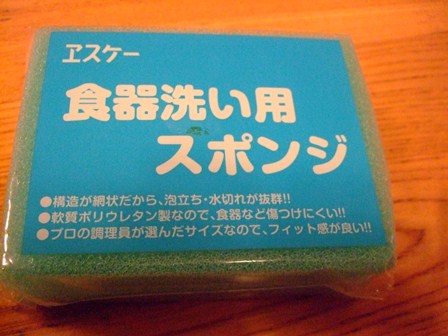 ヱスケー
食器洗い用
スポンジ
●構造が網状だから、泡立ち・水切れが抜群!!
●軟質ポリウレタン製なので、食器など傷つけにくい!!
●プロの調理員が選んだサイズなので、フィット感が良い!!